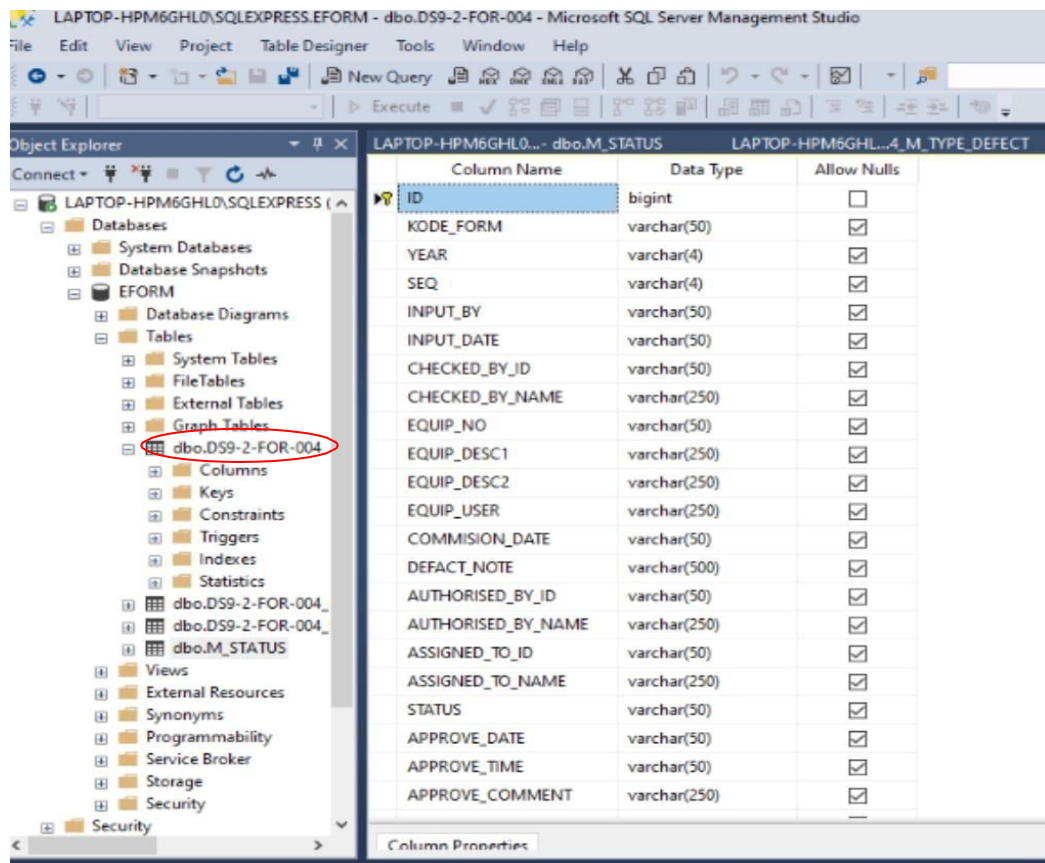 LAPTOP-HPM6GHL0\SQLEXPRESS.EFORM - dbo.DS9-2-FOR-004 - Microsoft SQL Server Management Studio
File Edit View Project Table Designer Tools Window Help
New Query
Execute
Object Explorer
Connect
LAPTOP-HPM6GHL0\SQLEXPRESS (
Databases
System Databases
Database Snapshots
EFORM
Database Diagrams
Tables
System Tables
FileTables
External Tables
Graph Tables
dbo.DS9-2-FOR-004
Columns
Keys
Constraints
Triggers
Indexes
Statistics
dbo.DS9-2-FOR-004_
dbo.DS9-2-FOR-004_
dbo.M_STATUS
Views
External Resources
Synonyms
Programmability
Service Broker
Storage
Security
Security
LAPTOP-HPM6GHL0...- dbo.M_STATUS LAPTOP-HPM6GHL...4_M_TYPE_DEFECT
Column Name Data Type Allow Nulls
ID bigint
KODE_FORM varchar(50)
YEAR varchar(4)
SEQ varchar(4)
INPUT_BY varchar(50)
INPUT_DATE varchar(50)
CHECKED_BY_ID varchar(50)
CHECKED_BY_NAME varchar(250)
EQUIP_NO varchar(50)
EQUIP_DESC1 varchar(250)
EQUIP_DESC2 varchar(250)
EQUIP_USER varchar(250)
COMMISION_DATE varchar(50)
DEFACT_NOTE varchar(500)
AUTHORISED_BY_ID varchar(50)
AUTHORISED_BY_NAME varchar(250)
ASSIGNED_TO_ID varchar(50)
ASSIGNED_TO_NAME varchar(250)
STATUS varchar(50)
APPROVE_DATE varchar(50)
APPROVE_TIME varchar(50)
APPROVE_COMMENT varchar(250)
Column Properties